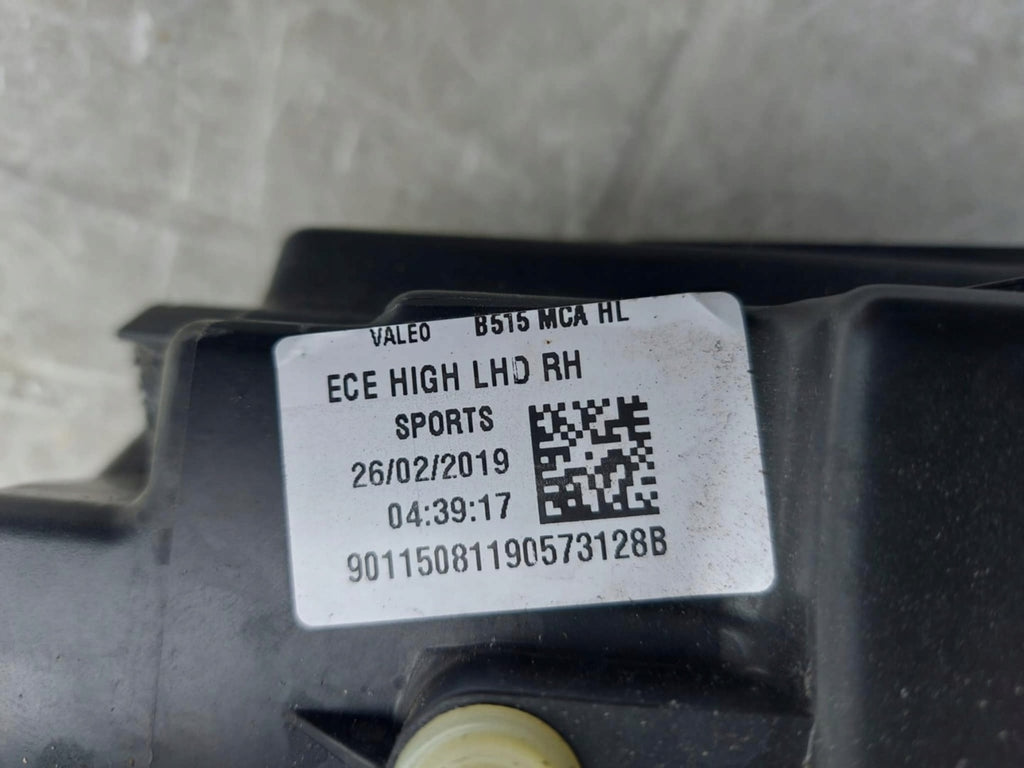 VALEO B515 MCA HL
ECE HIGH LHD RH
SPORTS
26/02/2019
04:39:17
90115081190573128B